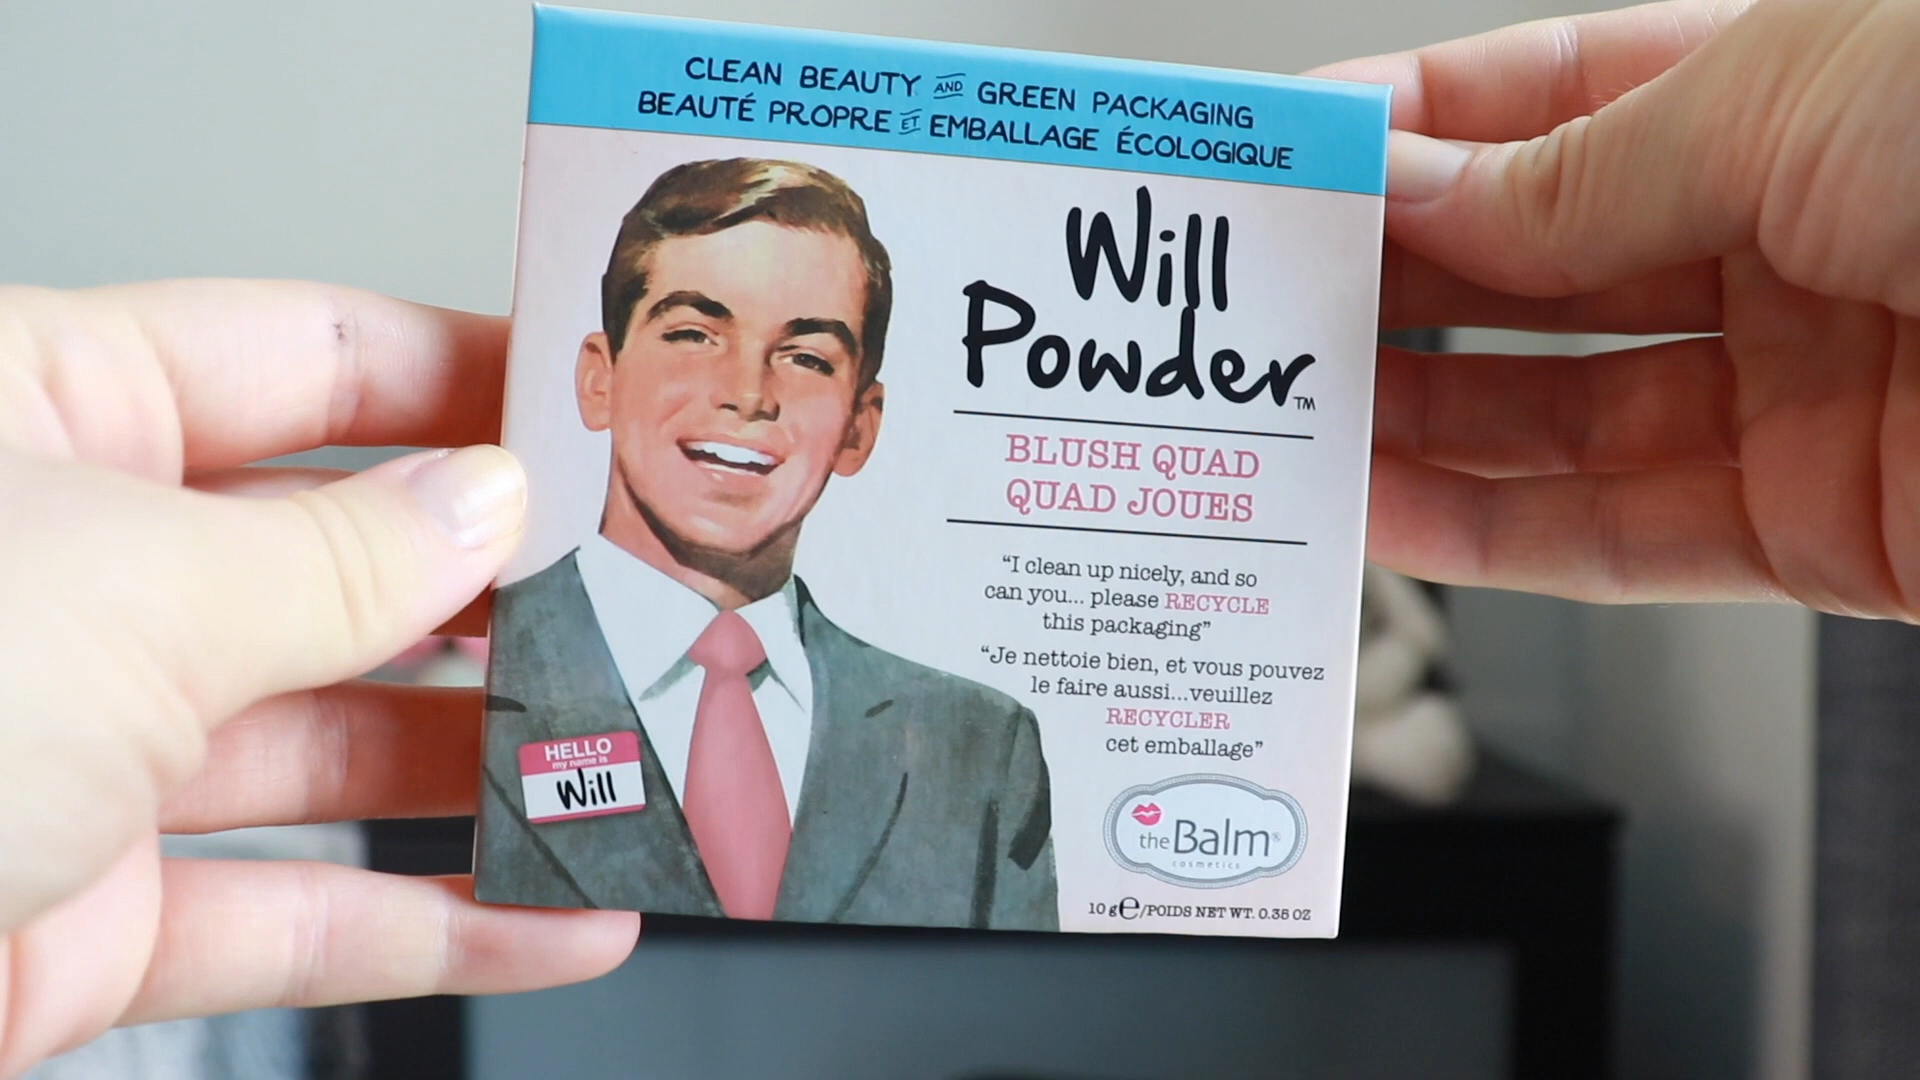 CLEAN BEAUTY AND GREEN PACKAGING
BEAUTÉ PROPRE ET EMBALLAGE ÉCOLOGIQUE
Will
Powder™
BLUSH QUAD
QUAD JOUES
“I clean up nicely, and so
can you... please RECYCLE
this packaging”
“Je nettoie bien, et vous pouvez
le faire aussi...veuillez
RECYCLER
cet emballage”
HELLO
my name is
Will
theBalm®
cosmetics
10 g℮/POIDS NET WT. 0.35 OZ